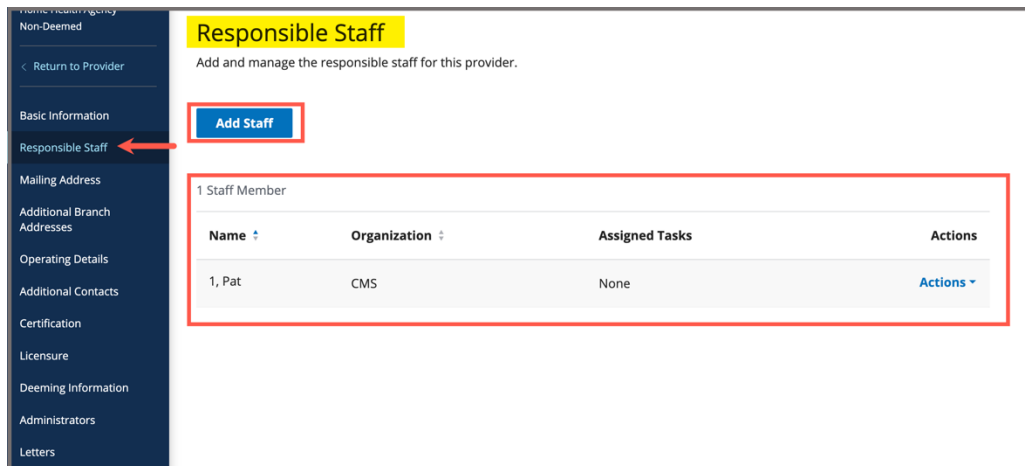 Home Health Agency
Non-Deemed
< Return to Provider
Basic Information
Responsible Staff
Mailing Address
Additional Branch
Addresses
Operating Details
Additional Contacts
Certification
Licensure
Deeming Information
Administrators
Letters
Responsible Staff
Add and manage the responsible staff for this provider.
Add Staff
1 Staff Member
Name Organization Assigned Tasks Actions
1, Pat CMS None Actions